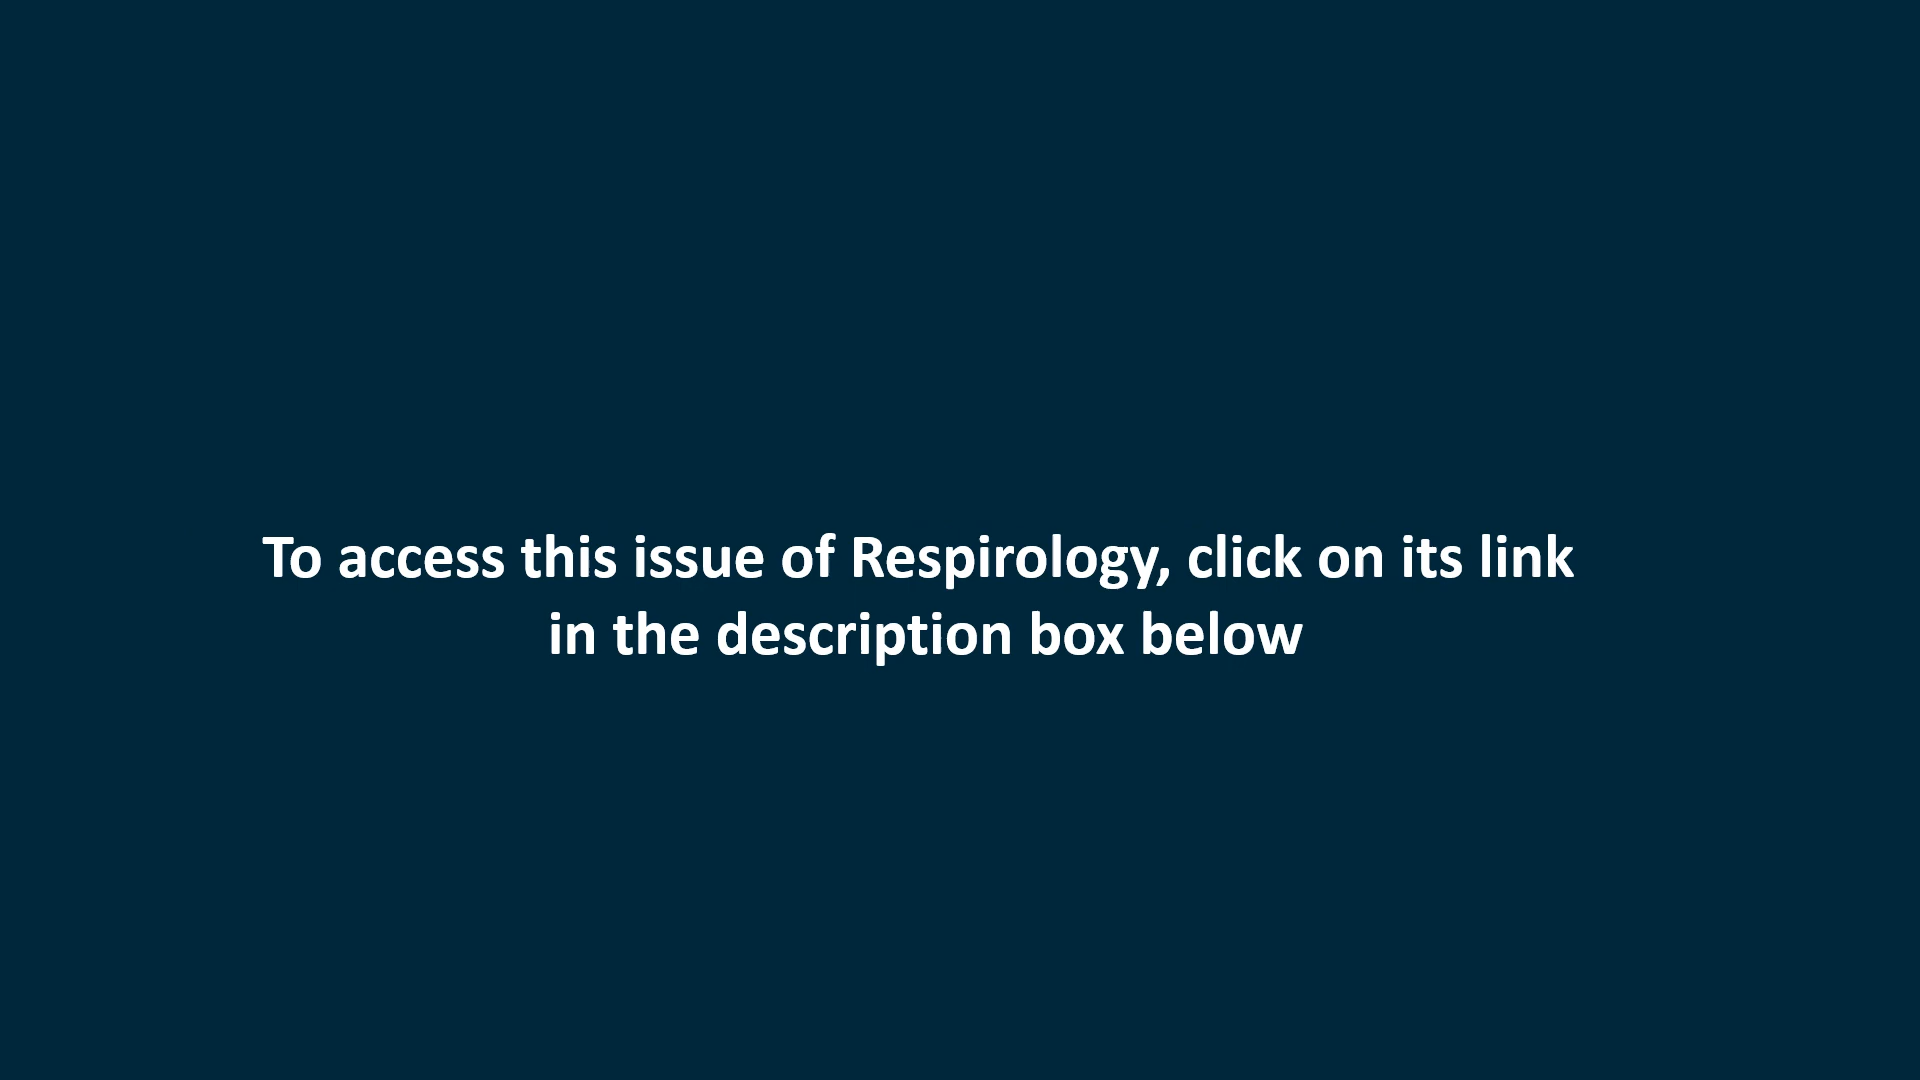 To access this issue of Respirology, click on its link
in the description box below